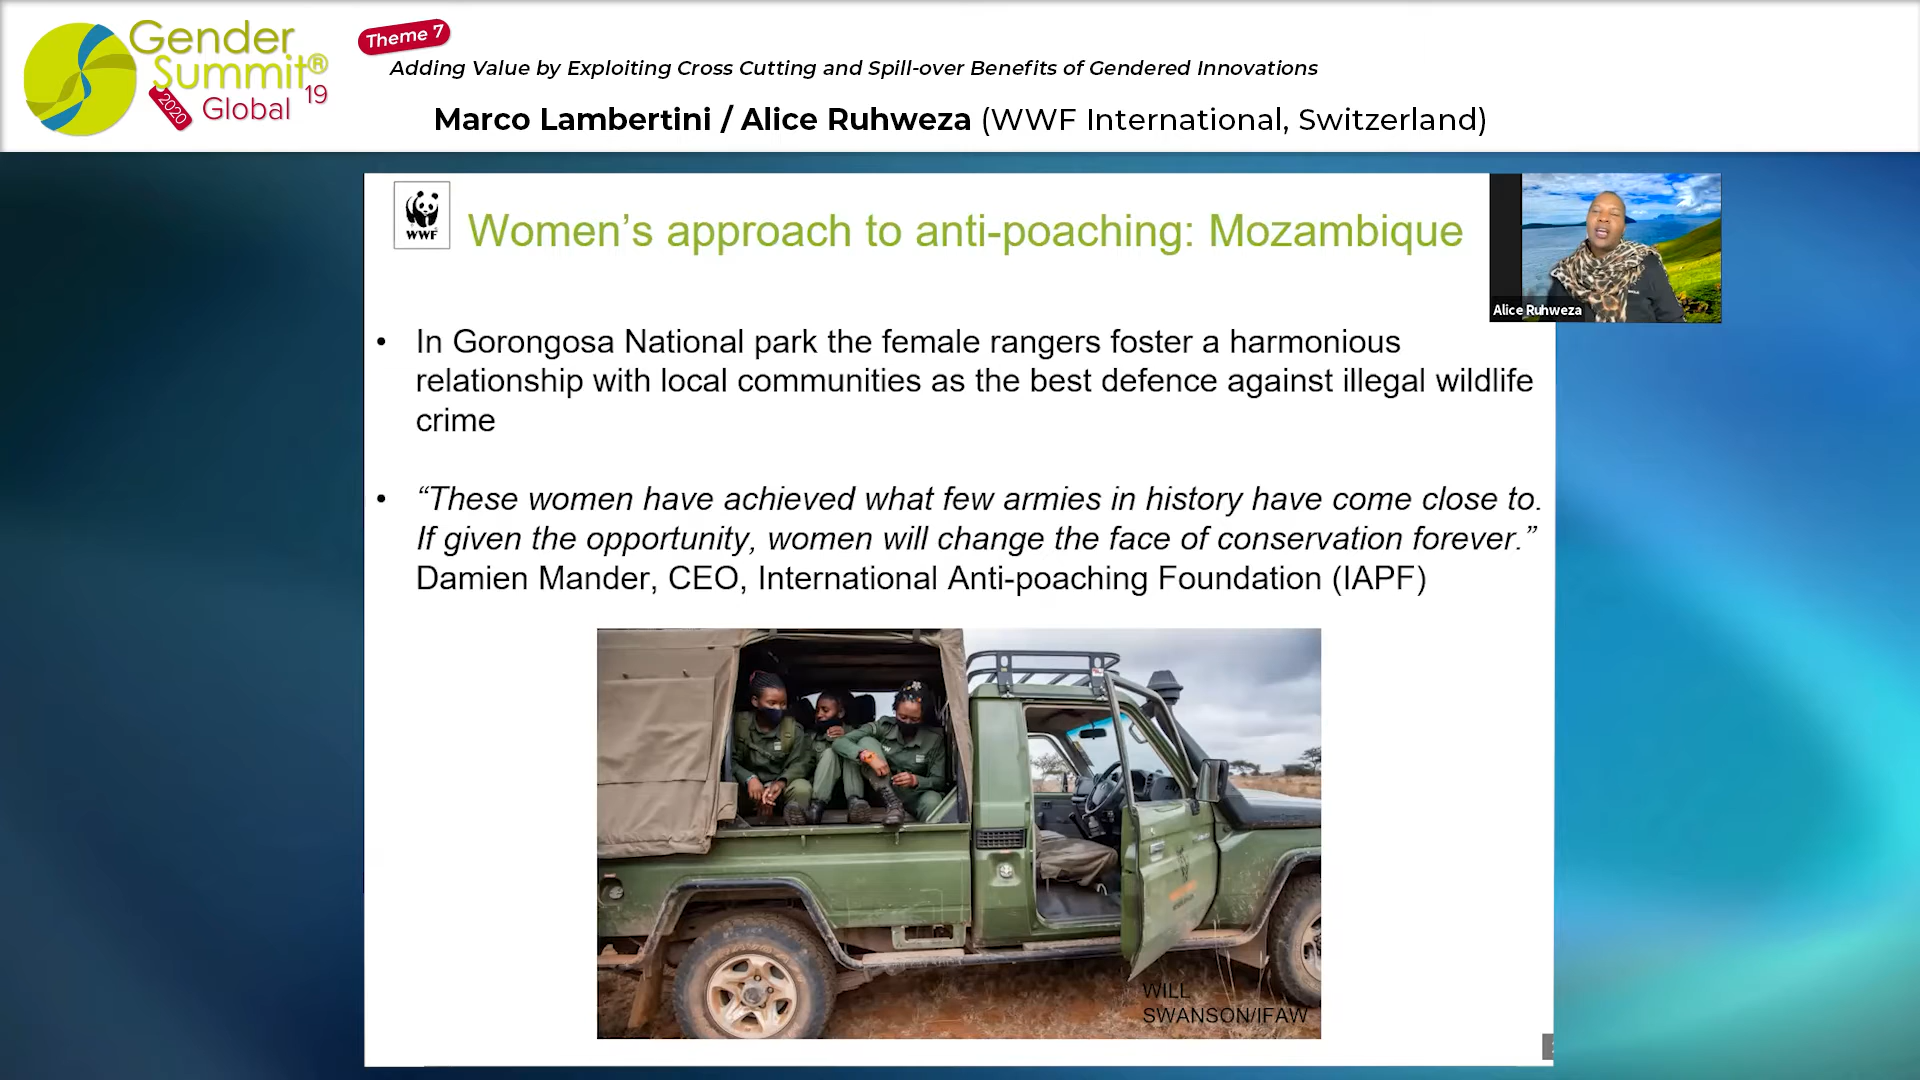 Gender
Summit®
Global 19
2020
Theme 7
Adding Value by Exploiting Cross Cutting and Spill-over Benefits of Gendered Innovations
Marco Lambertini / Alice Ruhweza (WWF International, Switzerland)
WWF
Women’s approach to anti-poaching: Mozambique
Alice Ruhweza
• In Gorongosa National park the female rangers foster a harmonious
relationship with local communities as the best defence against illegal wildlife
crime
• “These women have achieved what few armies in history have come close to.
If given the opportunity, women will change the face of conservation forever.”
Damien Mander, CEO, International Anti-poaching Foundation (IAPF)
WILL
SWANSON/IFAW